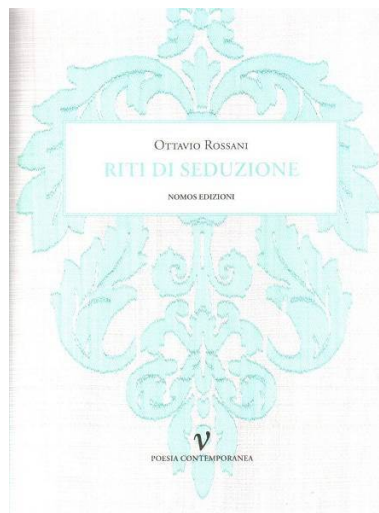 OTTAVIO ROSSANI
RITI DI SEDUZIONE
NOMOS EDIZIONI
v
POESIA CONTEMPORANEA